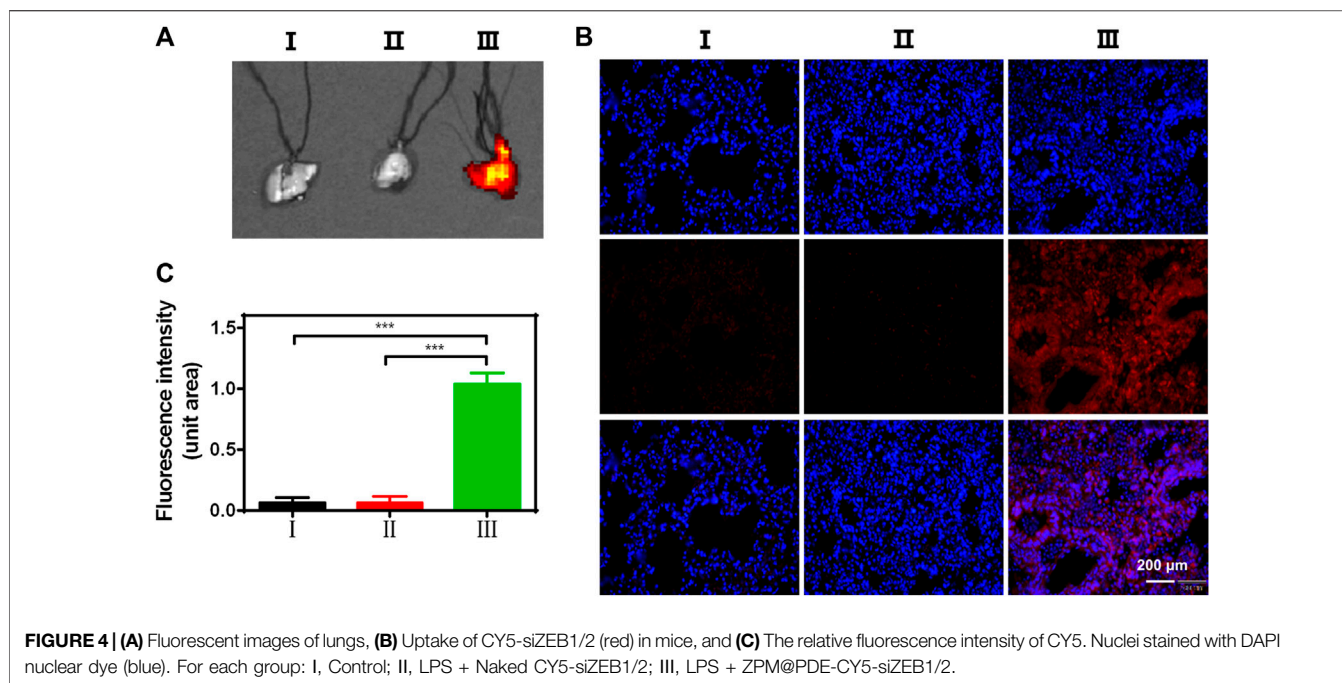 A
I II III
B
I II III
C
Fluorescence intensity
(unit area)
1.5
1.0
0.5
0.0
***
***
I II III
200 µm
FIGURE 4 | (A) Fluorescent images of lungs, (B) Uptake of CY5-siZEB1/2 (red) in mice, and (C) The relative fluorescence intensity of CY5. Nuclei stained with DAPI
nuclear dye (blue). For each group: I, Control; II, LPS + Naked CY5-siZEB1/2; III, LPS + ZPM@PDE-CY5-siZEB1/2.